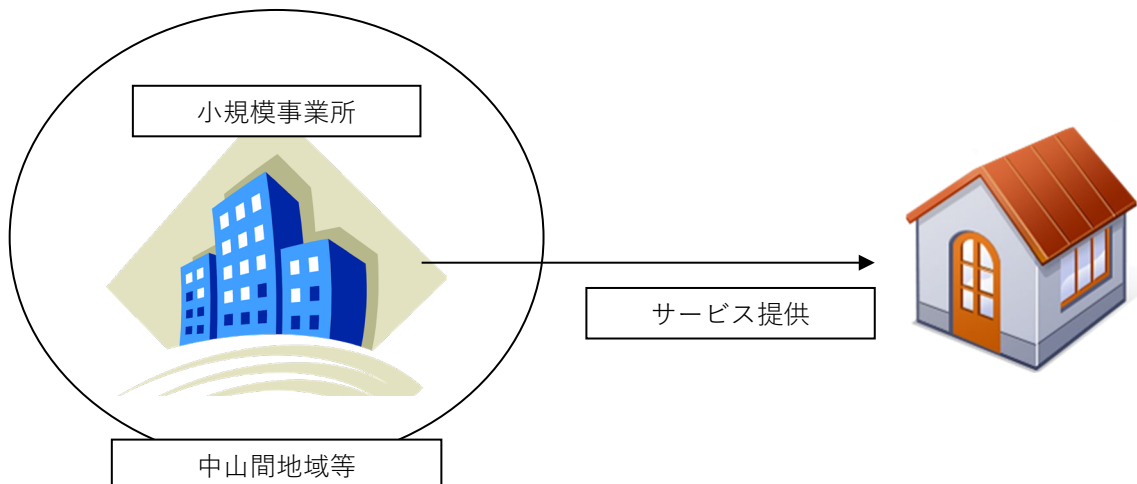 小規模事業所
サービス提供
中山間地域等